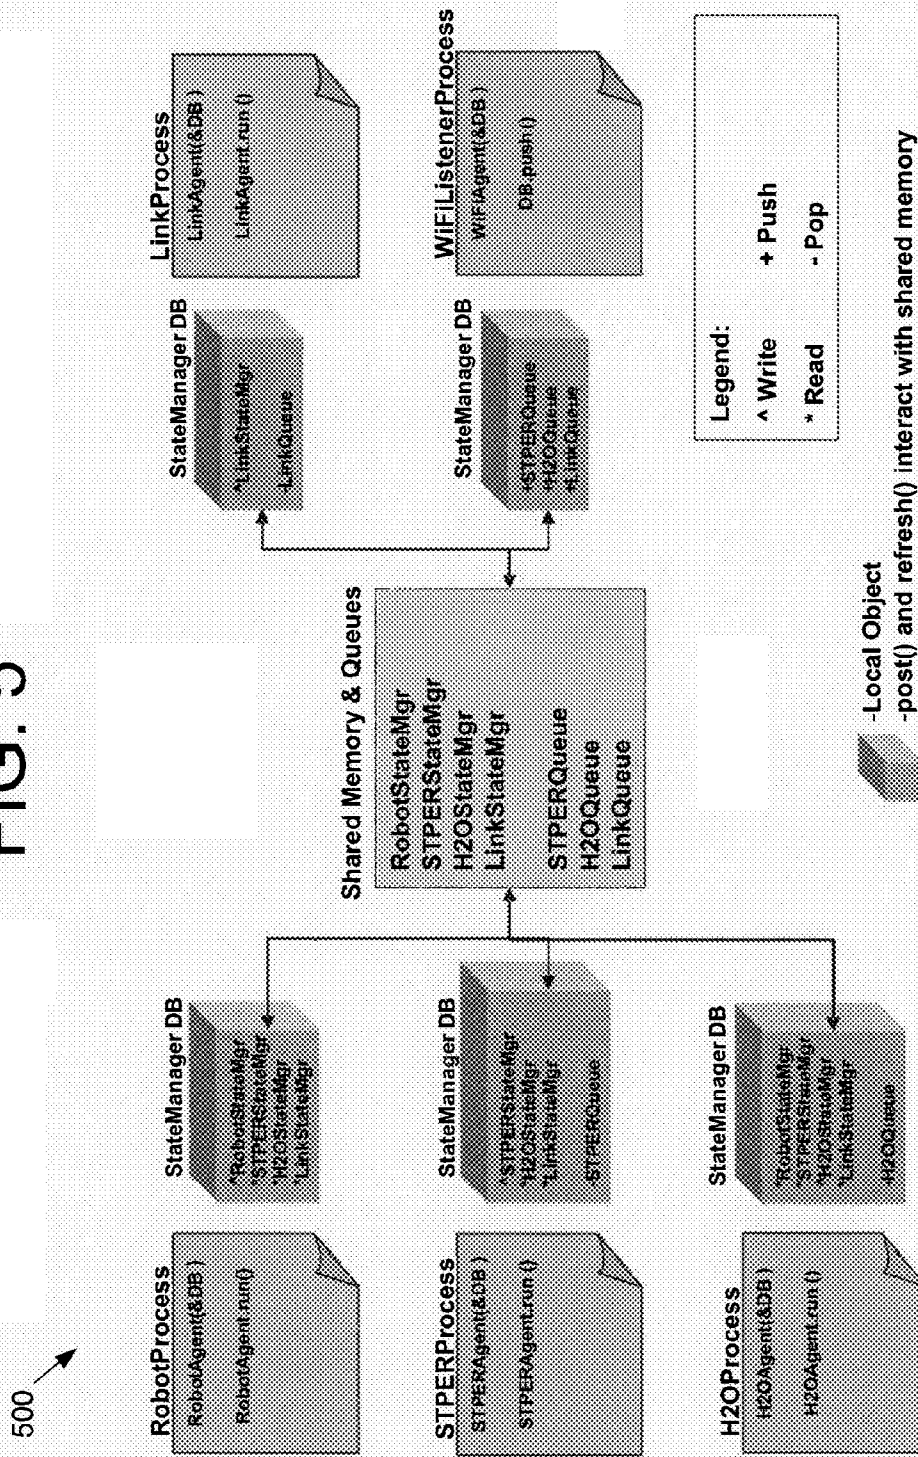 FIG. 5
500
RobotProcess
RobotAgent(&DB )
RobotAgent.run()
StateManager DB
^RobotStateMgr
*STPERStateMgr
*H2OStateMgr
*LinkStateMgr
STPERProcess
STPERAgent(&DB )
STPERAgent.run ()
StateManager DB
^STPERStateMgr
*H2OStateMgr
*LinkStateMgr
-STPERQueue
H2OProcess
H2OAgent(&DB )
H2OAgent.run ()
StateManager DB
*RobotStateMgr
*STPERStateMgr
^H2OStateMgr
*LinkStateMgr
-H2OQueue
Shared Memory & Queues
RobotStateMgr
STPERStateMgr
H2OStateMgr
LinkStateMgr
STPERQueue
H2OQueue
LinkQueue
StateManager DB
^LinkStateMgr
-LinkQueue
LinkProcess
LinkAgent(&DB )
LinkAgent.run ()
StateManager DB
+STPERQueue
+H2OQueue
+LinkQueue
WiFiListenerProcess
WiFiAgent(&DB )
DB.push()
Legend:
^ Write + Push
* Read - Pop
-Local Object
-post() and refresh() interact with shared memory